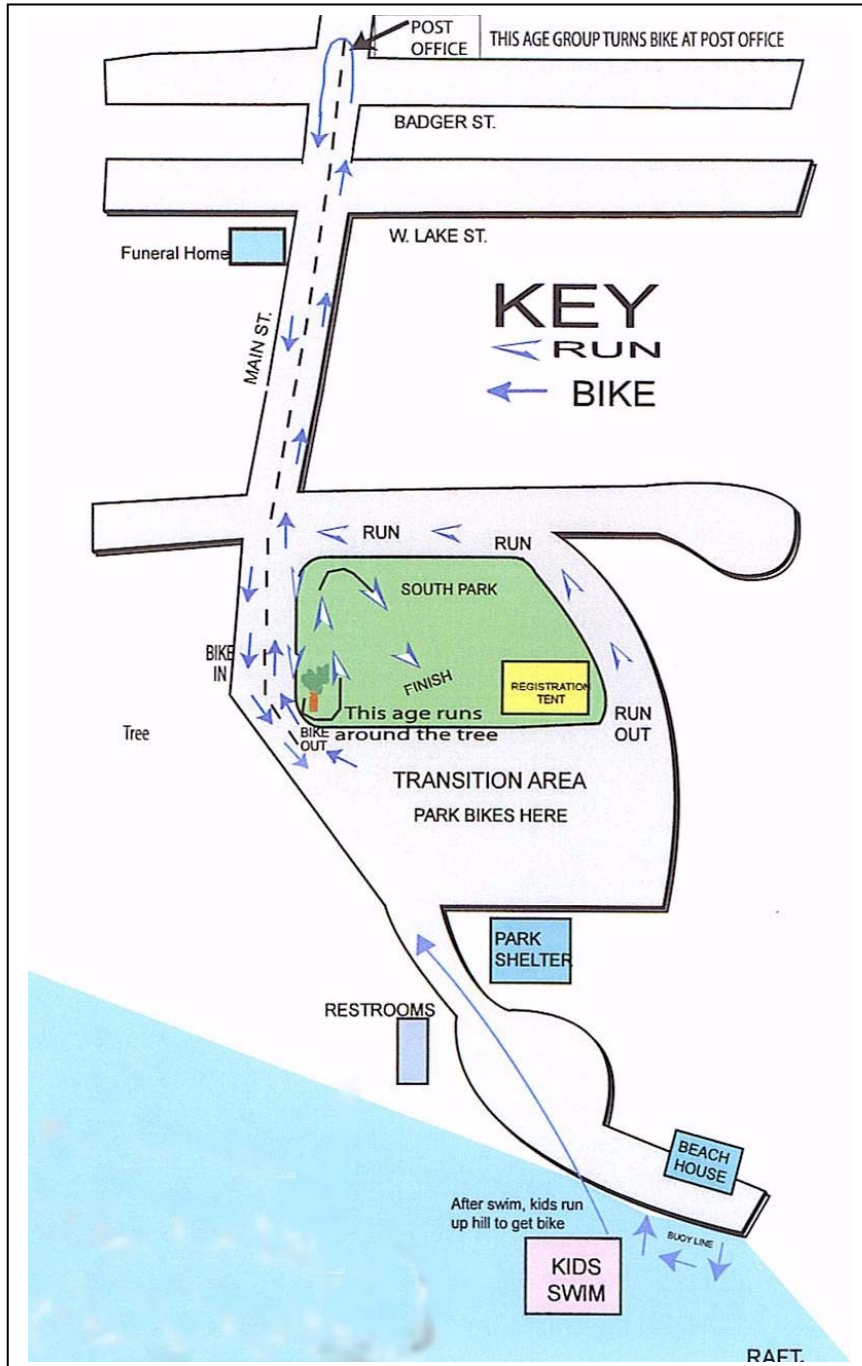 POST
OFFICE
THIS AGE GROUP TURNS BIKE AT POST OFFICE
BADGER ST.
W. LAKE ST.
Funeral Home
MAIN ST.
KEY
RUN
BIKE
RUN
RUN
SOUTH PARK
BIKE
IN
FINISH
REGISTRATION
TENT
RUN
OUT
Tree
This age runs
around the tree
BIKE
OUT
TRANSITION AREA
PARK BIKES HERE
PARK
SHELTER
RESTROOMS
BEACH
HOUSE
After swim, kids run
up hill to get bike
BUOY LINE
KIDS
SWIM
RAFT.